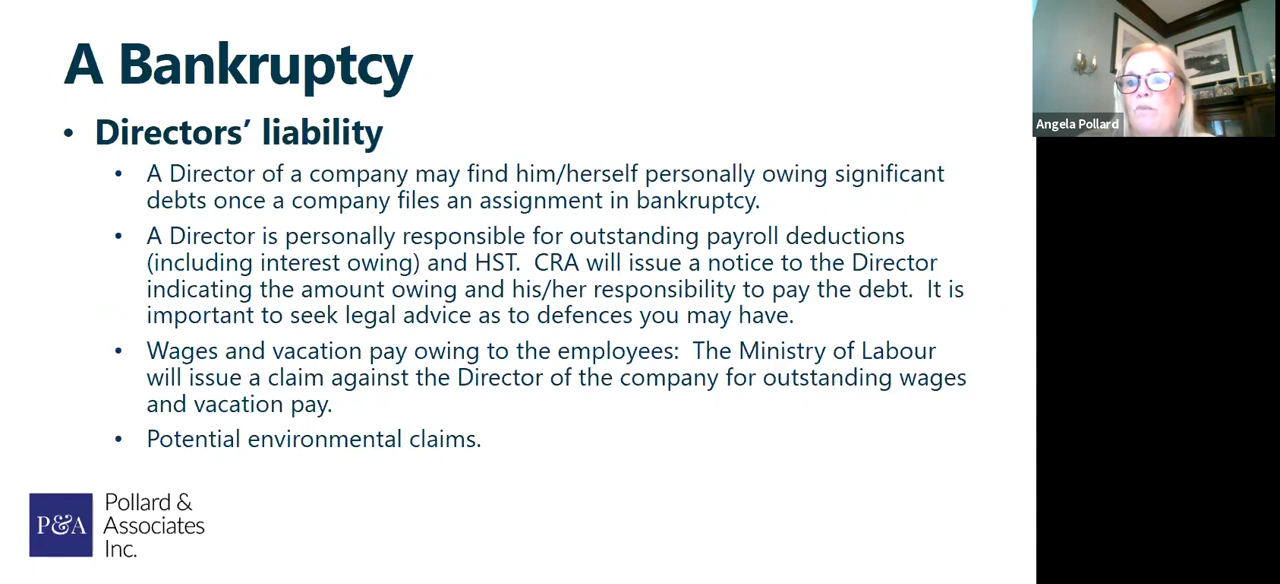 A Bankruptcy
• Directors’ liability
• A Director of a company may find him/herself personally owing significant
debts once a company files an assignment in bankruptcy.
• A Director is personally responsible for outstanding payroll deductions
(including interest owing) and HST.  CRA will issue a notice to the Director
indicating the amount owing and his/her responsibility to pay the debt.  It is
important to seek legal advice as to defences you may have.
• Wages and vacation pay owing to the employees:  The Ministry of Labour
will issue a claim against the Director of the company for outstanding wages
and vacation pay.
• Potential environmental claims.
P&A
Pollard &
Associates
Inc.
Angela Pollard